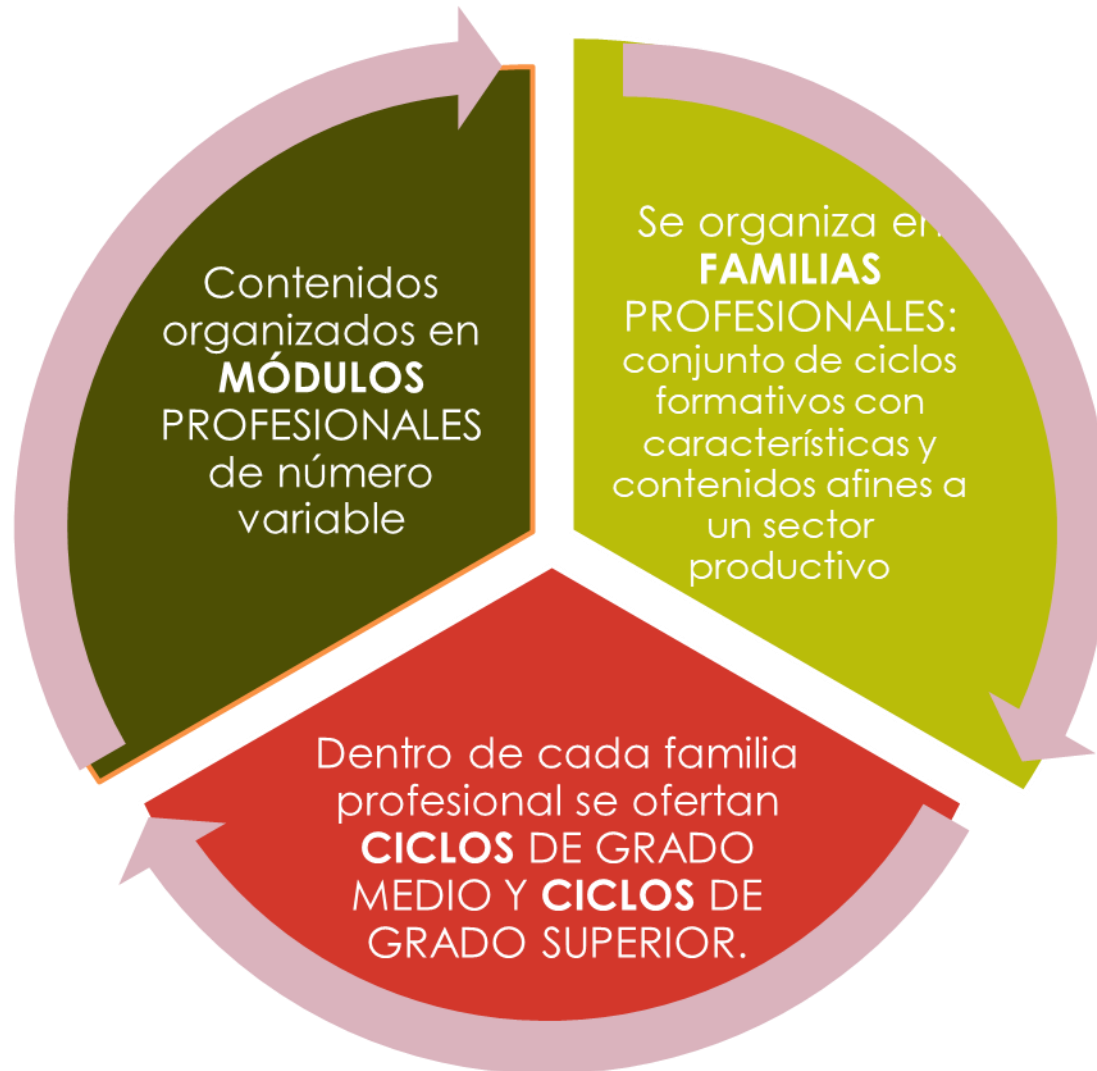 Contenidos
organizados en
MÓDULOS
PROFESIONALES
de número
variable
Se organiza en
FAMILIAS
PROFESIONALES:
conjunto de ciclos
formativos con
características y
contenidos afines a
un sector
productivo
Dentro de cada familia
profesional se ofertan
CICLOS DE GRADO
MEDIO Y CICLOS DE
GRADO SUPERIOR.